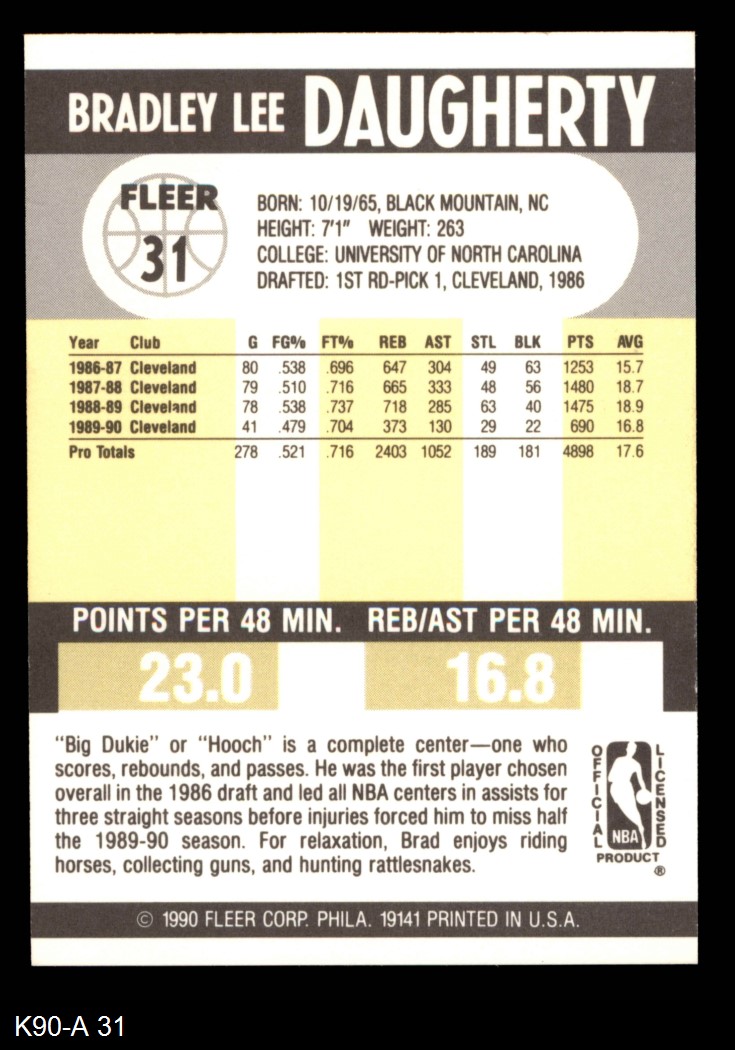 BRADLEY LEE DAUGHERTY
FLEER
31
BORN: 10/19/65, BLACK MOUNTAIN, NC
HEIGHT: 7'1" WEIGHT: 263
COLLEGE: UNIVERSITY OF NORTH CAROLINA
DRAFTED: 1ST RD-PICK 1, CLEVELAND, 1986
Year Club G FG% FT% REB AST STL BLK PTS AVG
1986-87 Cleveland 80 .538 .696 647 304 49 63 1253 15.7
1987-88 Cleveland 79 .510 .716 665 333 48 56 1480 18.7
1988-89 Cleveland 78 .538 .737 718 285 63 40 1475 18.9
1989-90 Cleveland 41 .479 .704 373 130 29 22 690 16.8
Pro Totals 278 .521 .716 2403 1052 189 181 4898 17.6
POINTS PER 48 MIN. REB/AST PER 48 MIN.
23.0 16.8
"Big Dukie" or "Hooch" is a complete center—one who
scores, rebounds, and passes. He was the first player chosen
overall in the 1986 draft and led all NBA centers in assists for
three straight seasons before injuries forced him to miss half
the 1989-90 season. For relaxation, Brad enjoys riding
horses, collecting guns, and hunting rattlesnakes.
OFFICIAL
LICENSED
NBA
PRODUCT
®
© 1990 FLEER CORP. PHILA. 19141 PRINTED IN U.S.A.
K90-A 31